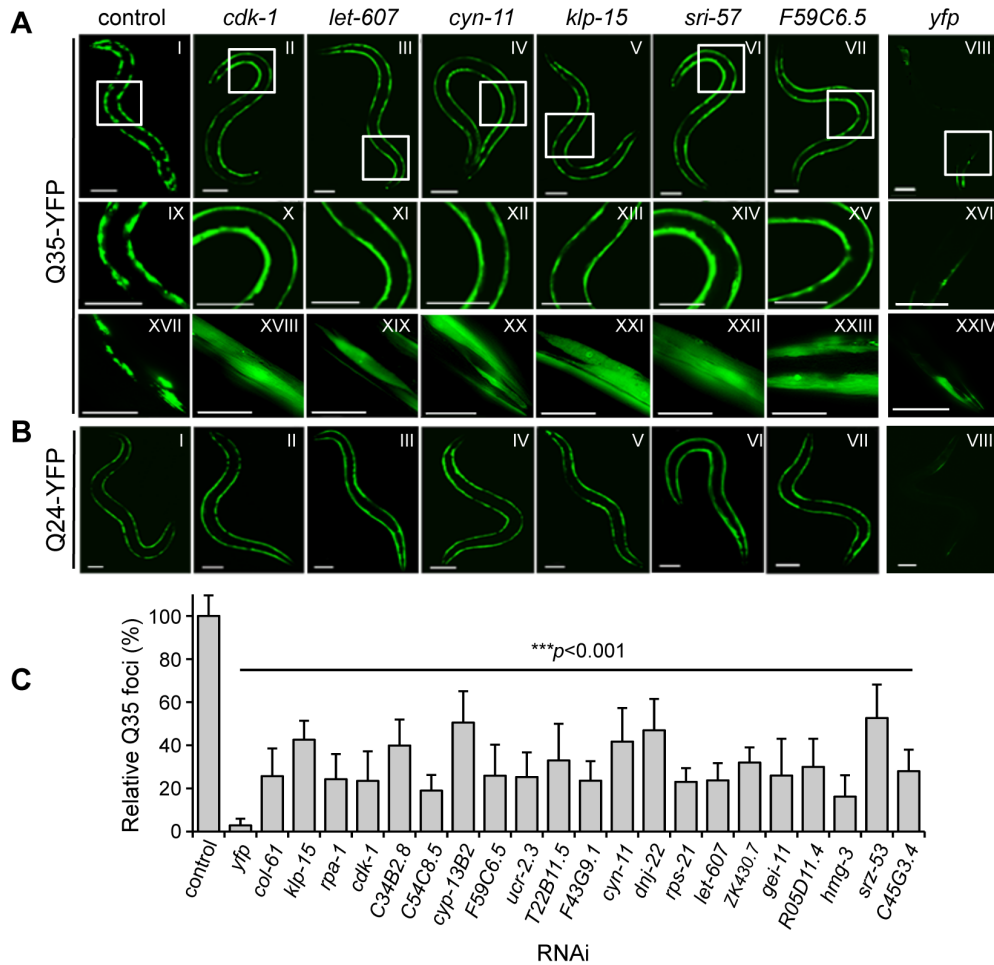 A
control cdk-1 let-607 cyn-11 klp-15 sri-57 F59C6.5 yfp
I II III IV V VI VII VIII
IX X XI XII XIII XIV XV XVI
XVII XVIII XIX XX XXI XXII XXIII XXIV
Q35-YFP
B
I II III IV V VI VII VIII
Q24-YFP
C
Relative Q35 foci (%)
100
80
60
40
20
0
***p<0.001
control yfp col-61 klp-15 rpa-1 cdk-1 C34B2.8 C54C8.5 cyp-13B2 F59C6.5 ucr-2.3 T22B11.5 F43G9.1 cyn-11 dnj-22 rps-21 let-607 ZK430.7 gei-11 R05D11.4 hmg-3 srz-53 C45G3.4
RNAi